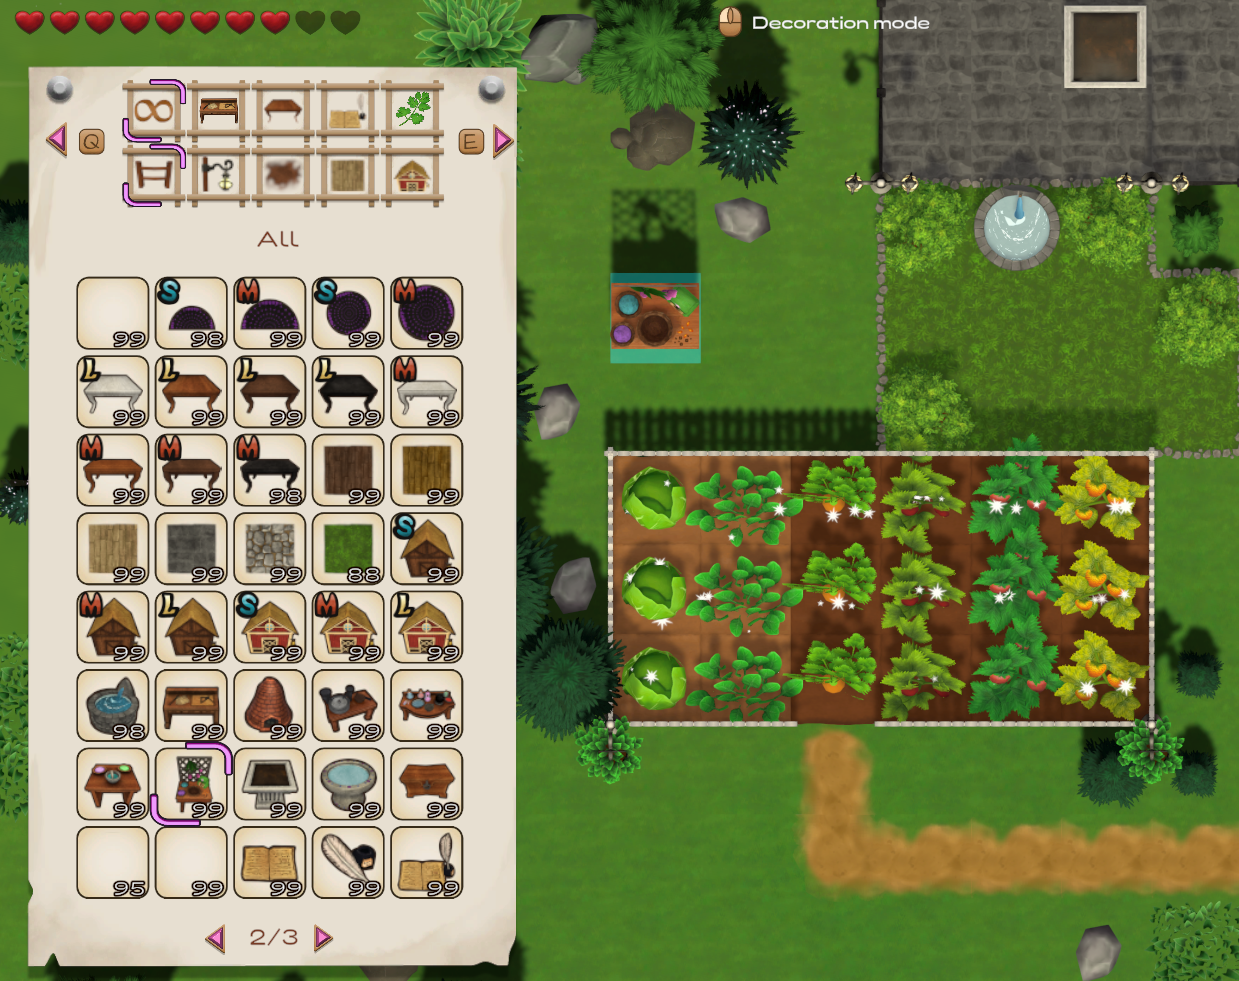 Decoration mode
Q E
All
99 S 98 M 99 S 99 M 99
L 99 L 99 L 99 L 99 M 99
M 99 M 99 M 98 99 99
99 99 99 88 S 99
M 99 L 99 S 99 M 99 L 99
98 99 99 99 99
99 99 99 99 99
95 99 99 99 99
2/3